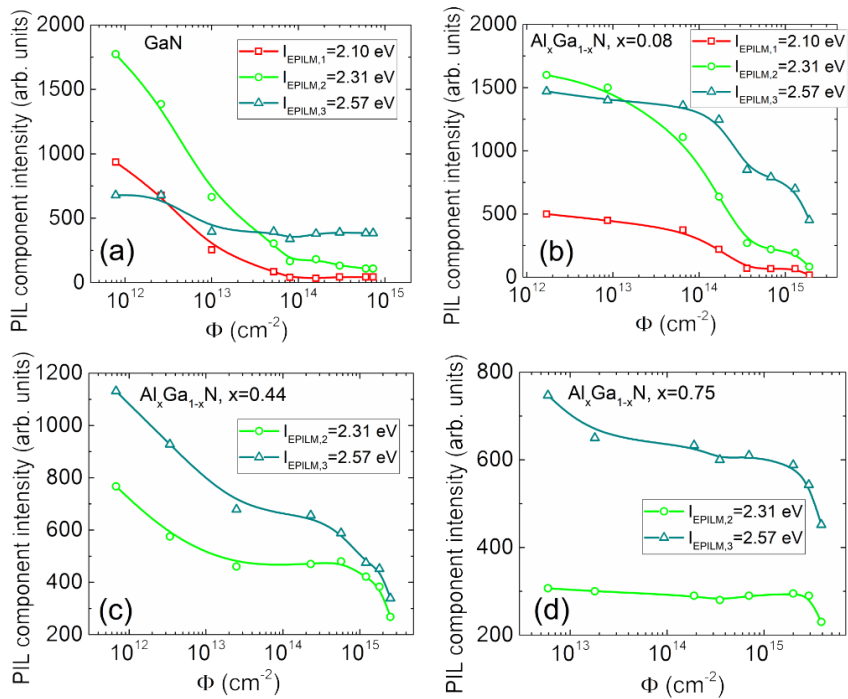 PIL component intensity (arb. units)
2000
1500
1000
500
0
GaN
I_EPILM,1=2.10 eV
I_EPILM,2=2.31 eV
I_EPILM,3=2.57 eV
(a)
10^12 10^13 10^14 10^15
Φ (cm^-2)
PIL component intensity (arb. units)
2000
1500
1000
500
0
Al_xGa_1-xN, x=0.08
I_EPILM,1=2.10 eV
I_EPILM,2=2.31 eV
I_EPILM,3=2.57 eV
(b)
10^12 10^13 10^14 10^15
Φ (cm^-2)
PIL component intensity (arb. units)
1200
1000
800
600
400
200
Al_xGa_1-xN, x=0.44
I_EPILM,2=2.31 eV
I_EPILM,3=2.57 eV
(c)
10^12 10^13 10^14 10^15
Φ (cm^-2)
PIL component intensity (arb. units)
800
600
400
200
Al_xGa_1-xN, x=0.75
I_EPILM,2=2.31 eV
I_EPILM,3=2.57 eV
(d)
10^13 10^14 10^15
Φ (cm^-2)